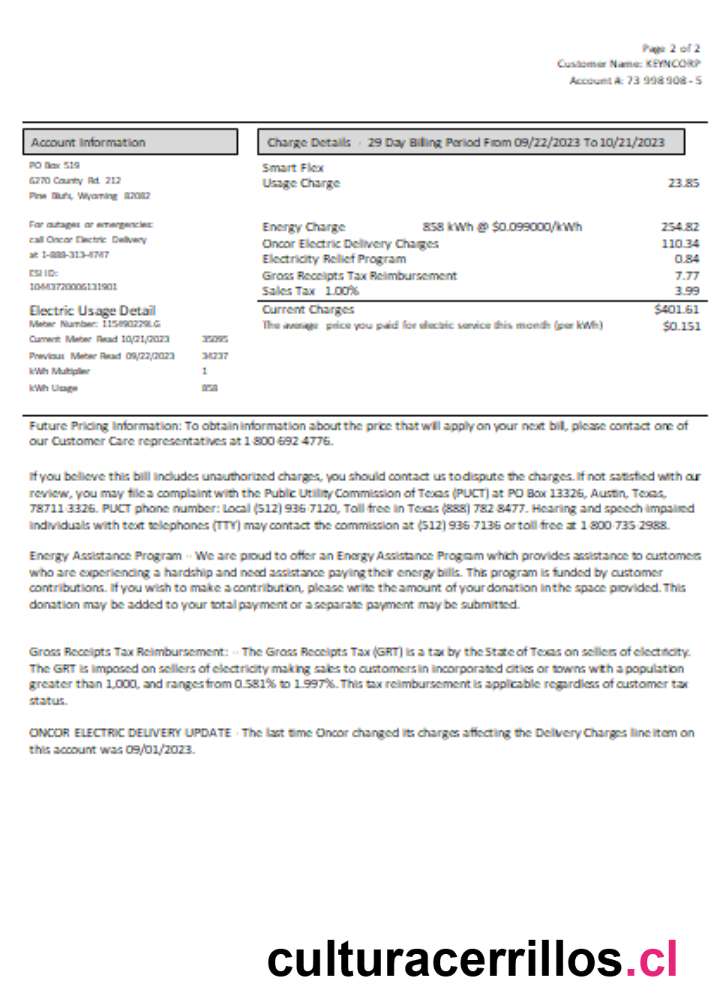 Page 2 of 2
Customer Name: KEYNCORP
Account #: 73 998 908 - 5
Account Information
PO Box 519
6270 County Rd. 212
Pine Blufs, Wyoming 82082
For outages or emergencies:
call Oncor Electric Delivery
at 1-888-313-4747
ESI ID:
10443720006131901
Electric Usage Detail
Meter Number: 115490229LG
Current Meter Read 10/21/2023 35095
Previous Meter Read 09/22/2023 34237
kWh Multiplier 1
kWh Usage 858
Charge Details - 29 Day Billing Period From 09/22/2023 To 10/21/2023
Smart Flex
Usage Charge 23.85
Energy Charge 858 kWh @ $0.099000/kWh 254.82
Oncor Electric Delivery Charges 110.34
Electricity Relief Program 0.84
Gross Receipts Tax Reimbursement 7.77
Sales Tax 1.00% 3.99
Current Charges $401.61
The average price you paid for electric service this month (per kWh) $0.151
Future Pricing Information: To obtain information about the price that will apply on your next bill, please contact one of
our Customer Care representatives at 1-800-692-4776.
If you believe this bill includes unauthorized charges, you should contact us to dispute the charges. If not satisfied with our
review, you may file a complaint with the Public Utility Commission of Texas (PUCT) at PO Box 13326, Austin, Texas,
78711-3326. PUCT phone number: Local (512) 936-7120, Toll free in Texas (888) 782-8477. Hearing and speech impaired
individuals with text telephones (TTY) may contact the commission at (512) 936-7136 or toll free at 1-800-735-2988.
Energy Assistance Program -- We are proud to offer an Energy Assistance Program which provides assistance to customers
who are experiencing a hardship and need assistance paying their energy bills. This program is funded by customer
contributions. If you wish to make a contribution, please write the amount of your donation in the space provided. This
donation may be added to your total payment or a separate payment may be submitted.
Gross Receipts Tax Reimbursement: -- The Gross Receipts Tax (GRT) is a tax by the State of Texas on sellers of electricity.
The GRT is imposed on sellers of electricity making sales to customers in incorporated cities or towns with a population
greater than 1,000, and ranges from 0.581% to 1.997%. This tax reimbursement is applicable regardless of customer tax
status.
ONCOR ELECTRIC DELIVERY UPDATE - The last time Oncor changed its charges affecting the Delivery Charges line item on
this account was 09/01/2023.
culturacerrillos.cl